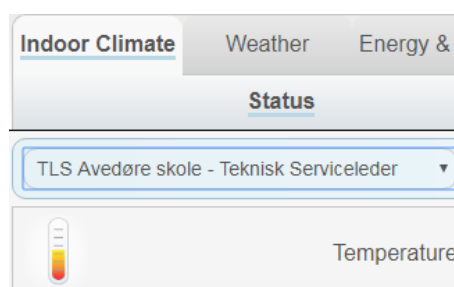 Indoor Climate Weather Energy &
Status
TLS Avedøre skole - Teknisk Serviceleder
Temperature